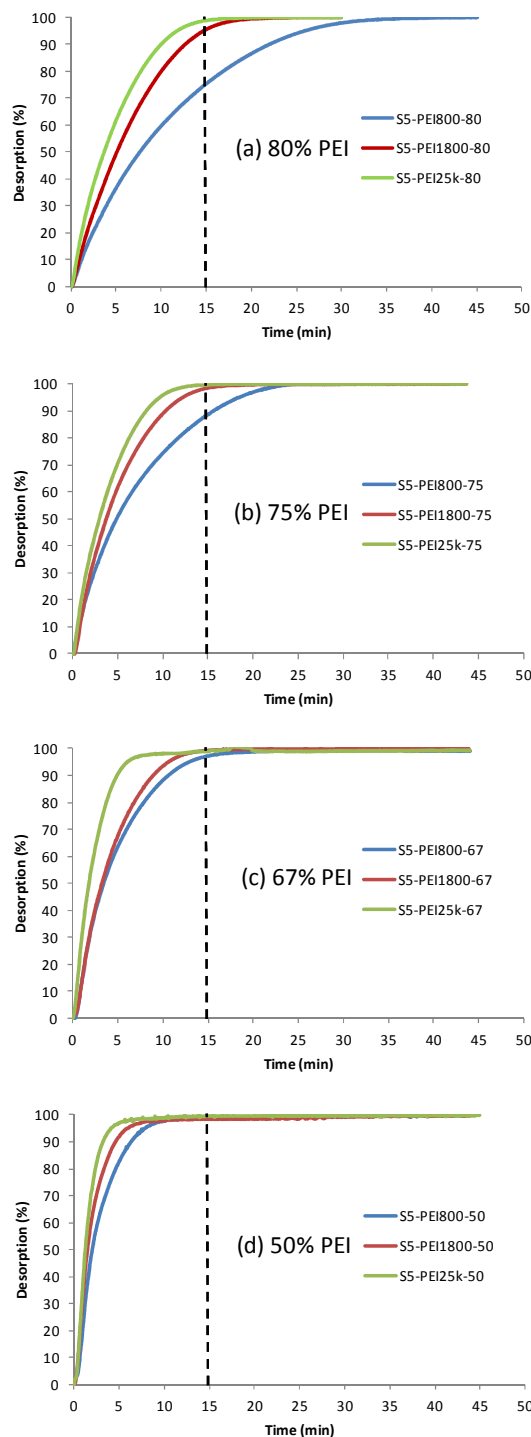 100
90
80
70
60
50
40
30
20
10
0
Desorption (%)
(a) 80% PEI
S5-PEI800-80
S5-PEI1800-80
S5-PEI25k-80
0 5 10 15 20 25 30 35 40 45 50
Time (min)
100
90
80
70
60
50
40
30
20
10
0
Desorption (%)
(b) 75% PEI
S5-PEI800-75
S5-PEI1800-75
S5-PEI25k-75
0 5 10 15 20 25 30 35 40 45 50
Time (min)
100
90
80
70
60
50
40
30
20
10
0
Desorption (%)
(c) 67% PEI
S5-PEI800-67
S5-PEI1800-67
S5-PEI25k-67
0 5 10 15 20 25 30 35 40 45 50
Time (min)
100
90
80
70
60
50
40
30
20
10
0
Desorption (%)
(d) 50% PEI
S5-PEI800-50
S5-PEI1800-50
S5-PEI25k-50
0 5 10 15 20 25 30 35 40 45 50
Time (min)